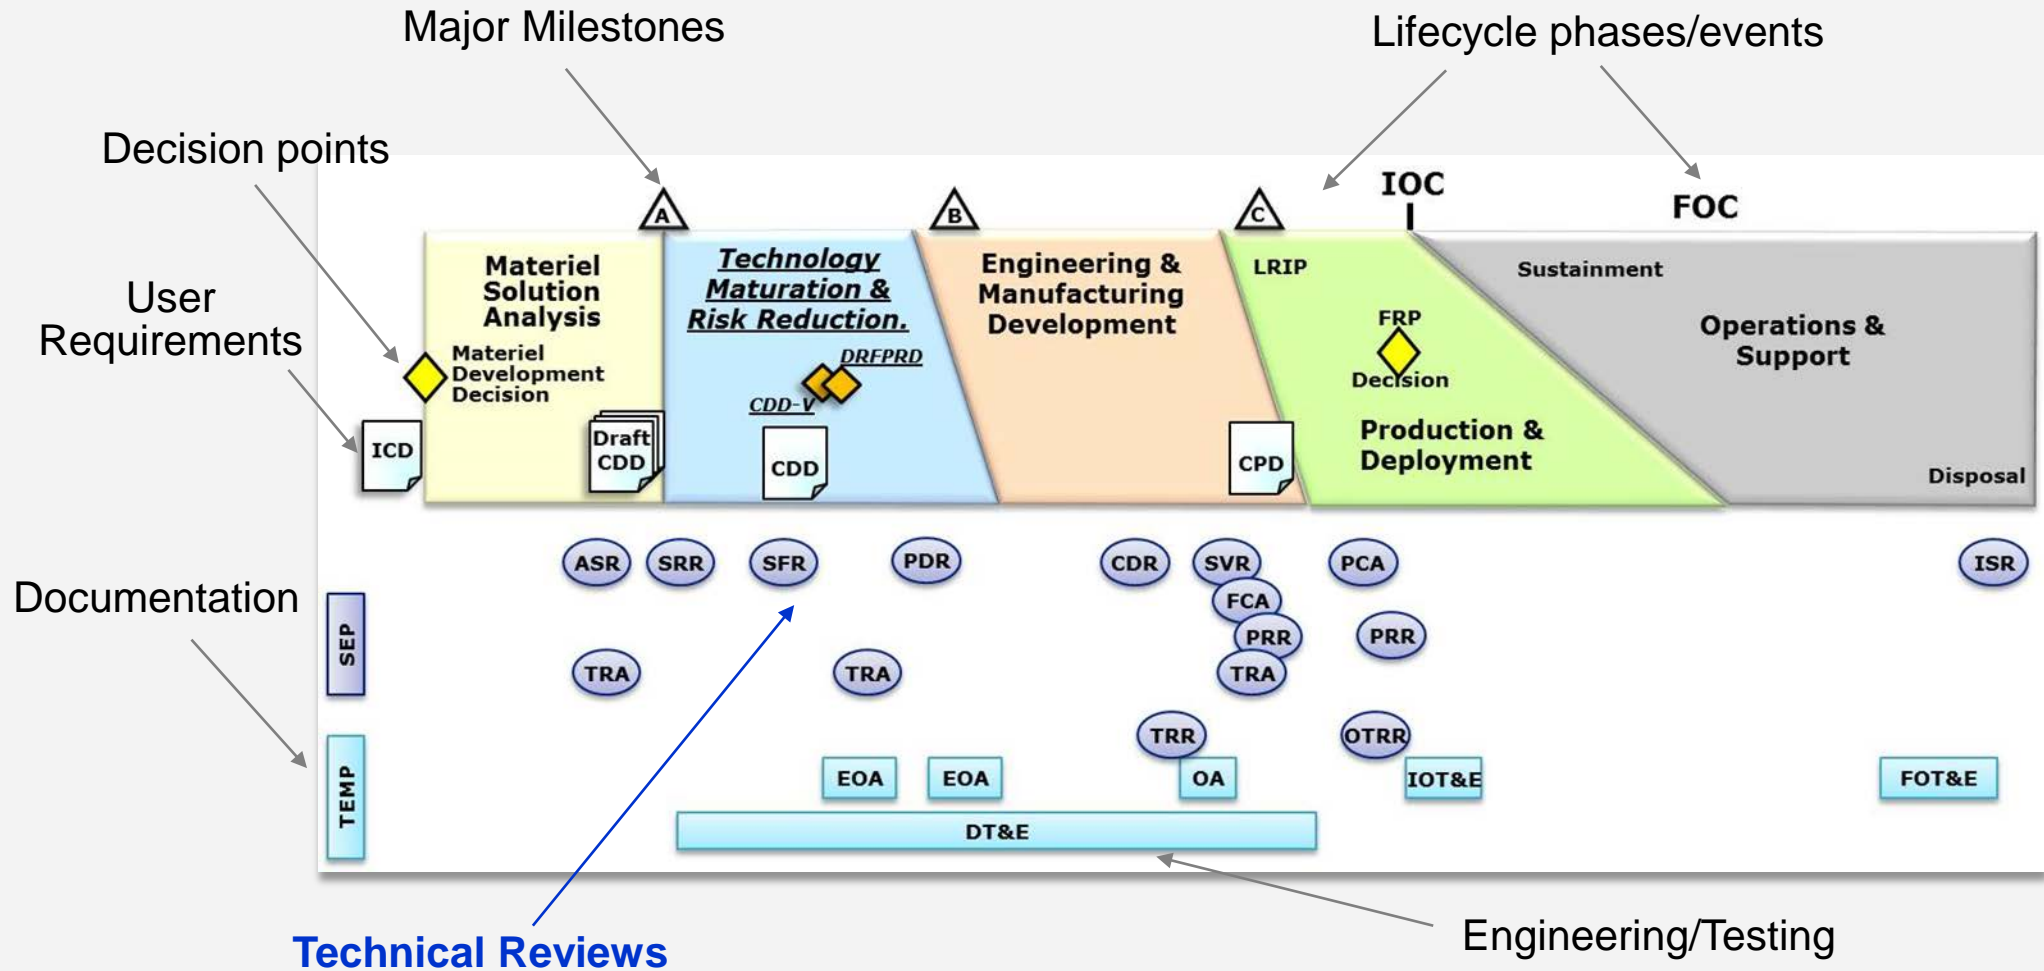 Major Milestones
Lifecycle phases/events
Decision points
User
Requirements
Documentation
A
B
C
IOC
FOC
Materiel
Solution
Analysis
Materiel
Development
Decision
ICD
Draft
CDD
Technology
Maturation &
Risk Reduction.
DRFPRD
CDD-V
CDD
Engineering &
Manufacturing
Development
CPD
LRIP
FRP
Decision
Production &
Deployment
Sustainment
Operations &
Support
Disposal
ASR
SRR
SFR
PDR
CDR
SVR
PCA
ISR
FCA
PRR
PRR
SEP
TRA
TRA
TRA
TRR
OTRR
TEMP
EOA
EOA
OA
IOT&E
FOT&E
DT&E
Technical Reviews
Engineering/Testing